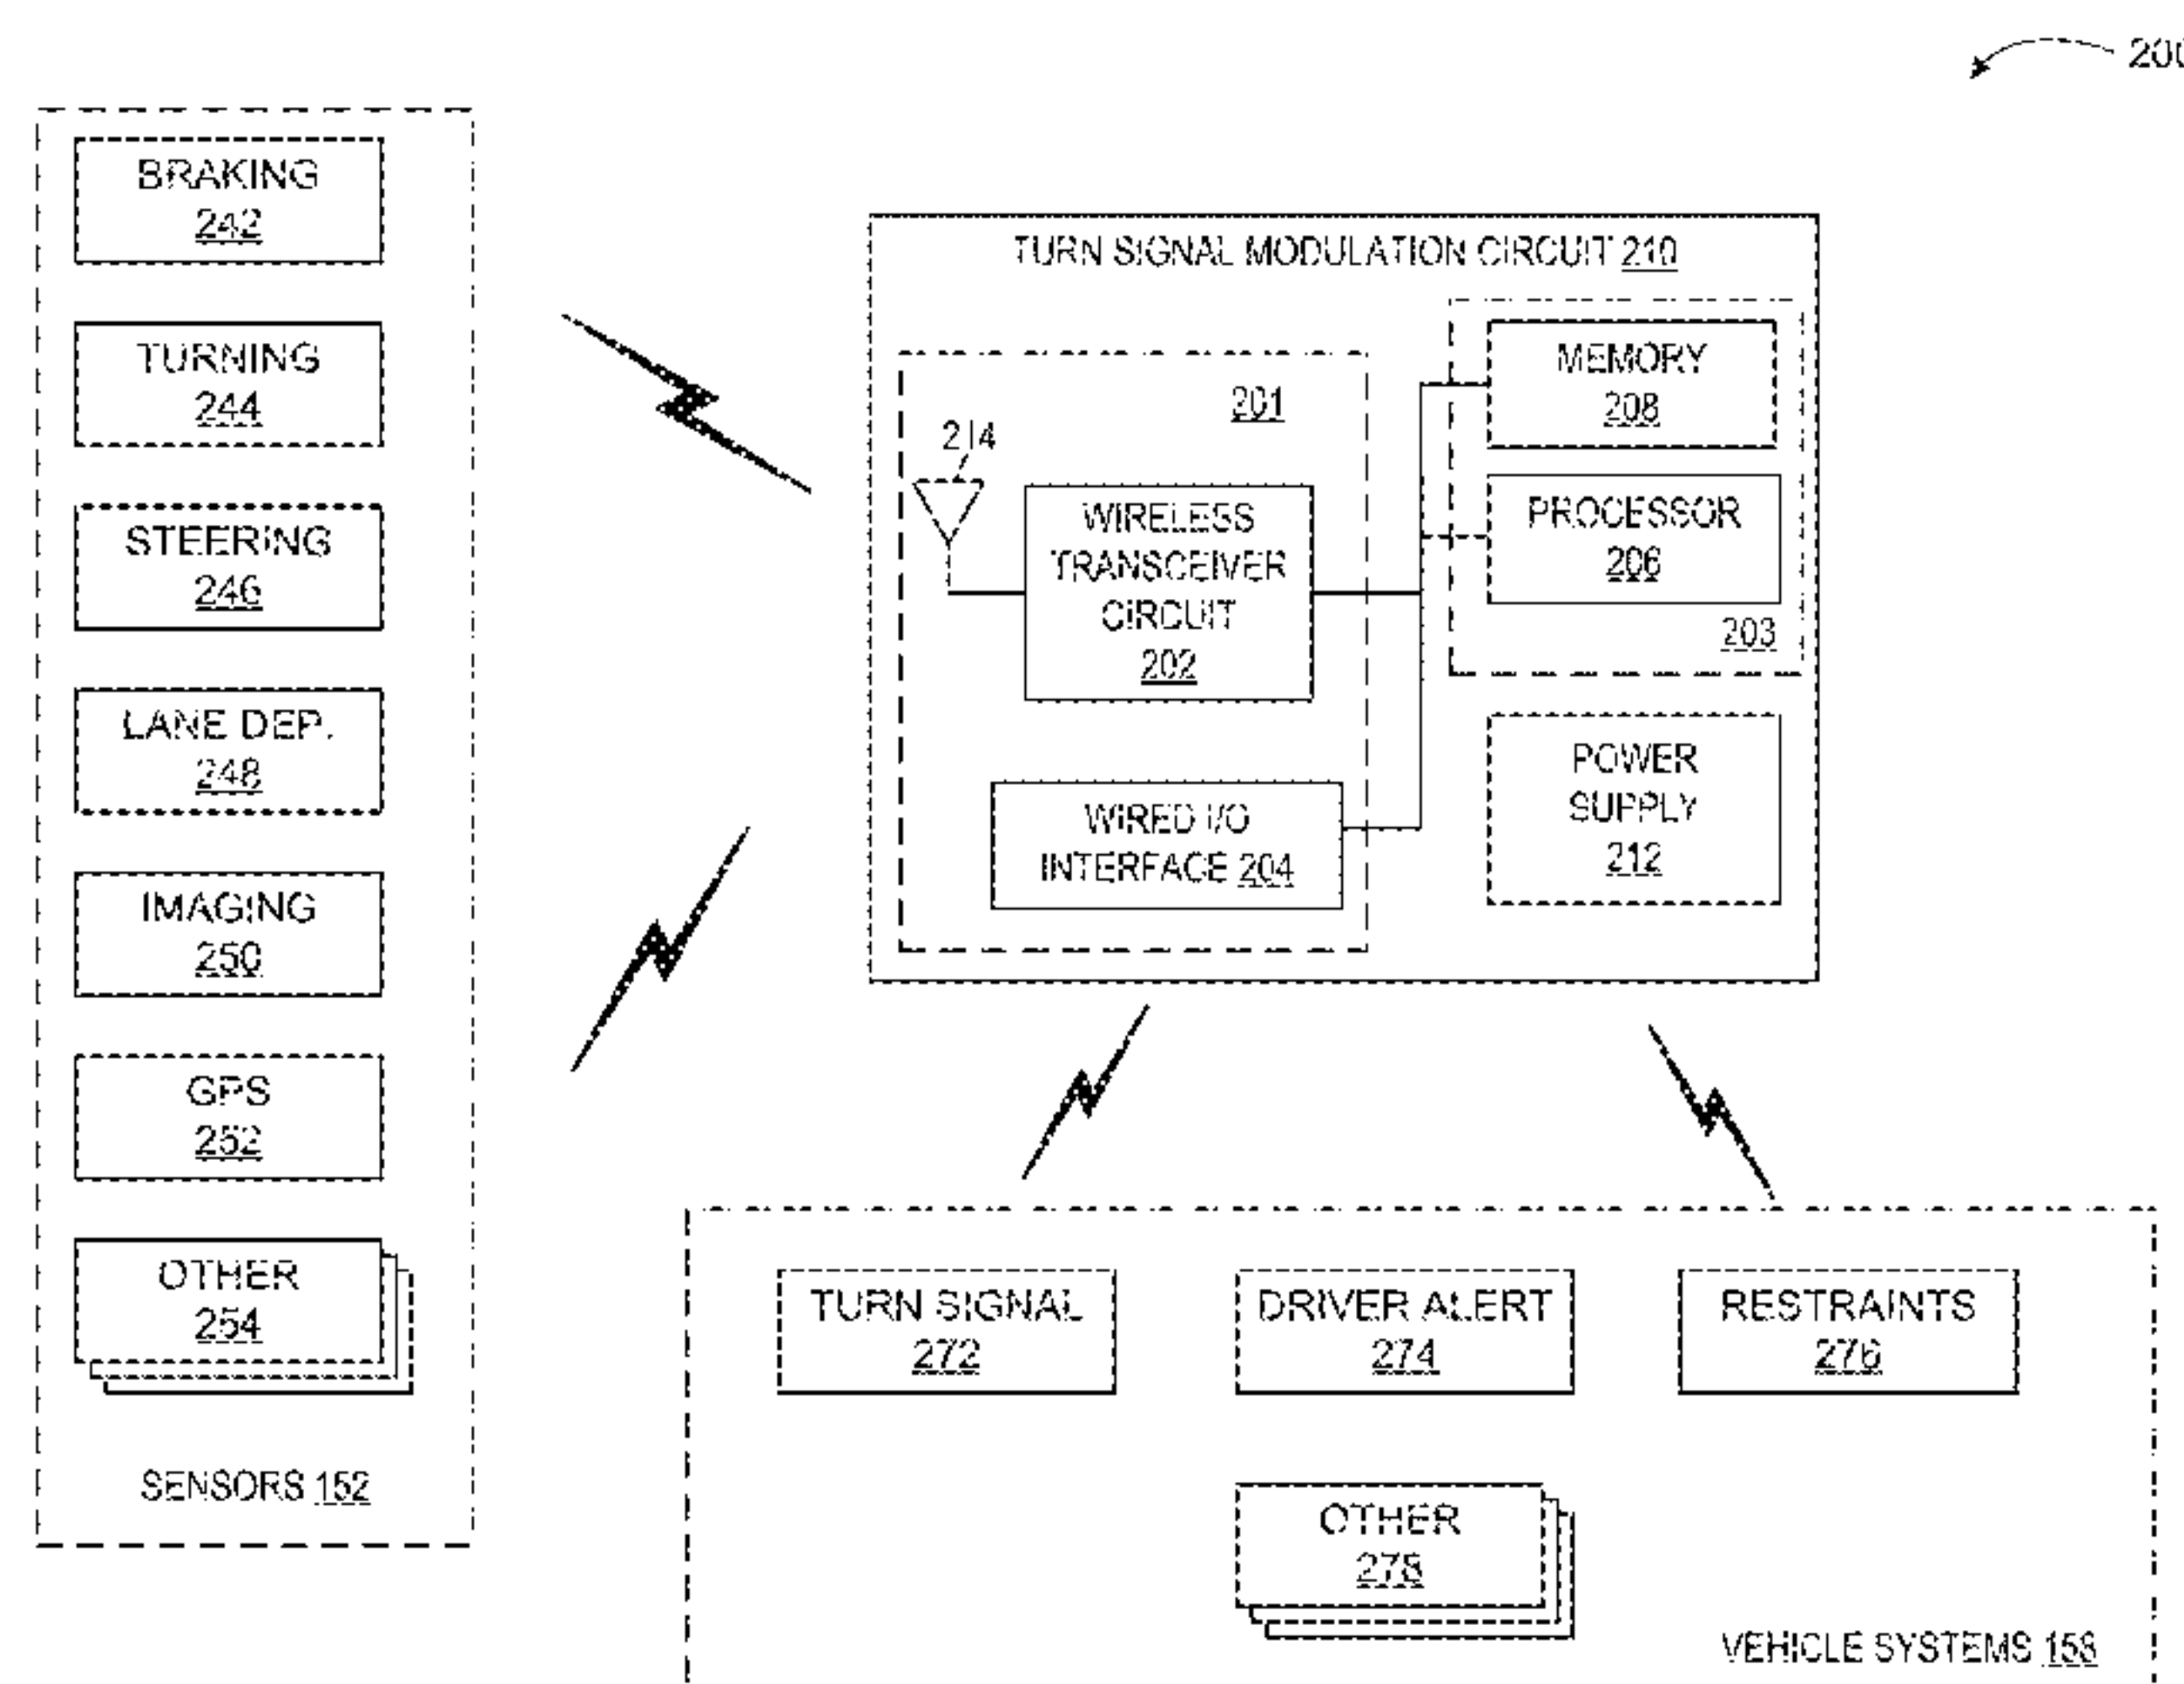 200
BRAKING
242
TURNING
244
STEERING
246
LANE DEP.
248
IMAGING
250
GPS
252
OTHER
254
SENSORS 152
TURN SIGNAL MODULATION CIRCUIT 210
201
214
WIRELESS
TRANSCEIVER
CIRCUIT
202
WIRED I/O
INTERFACE 204
MEMORY
208
PROCESSOR
206
203
POWER
SUPPLY
212
TURN SIGNAL
272
DRIVER ALERT
274
RESTRAINTS
276
OTHER
278
VEHICLE SYSTEMS 158